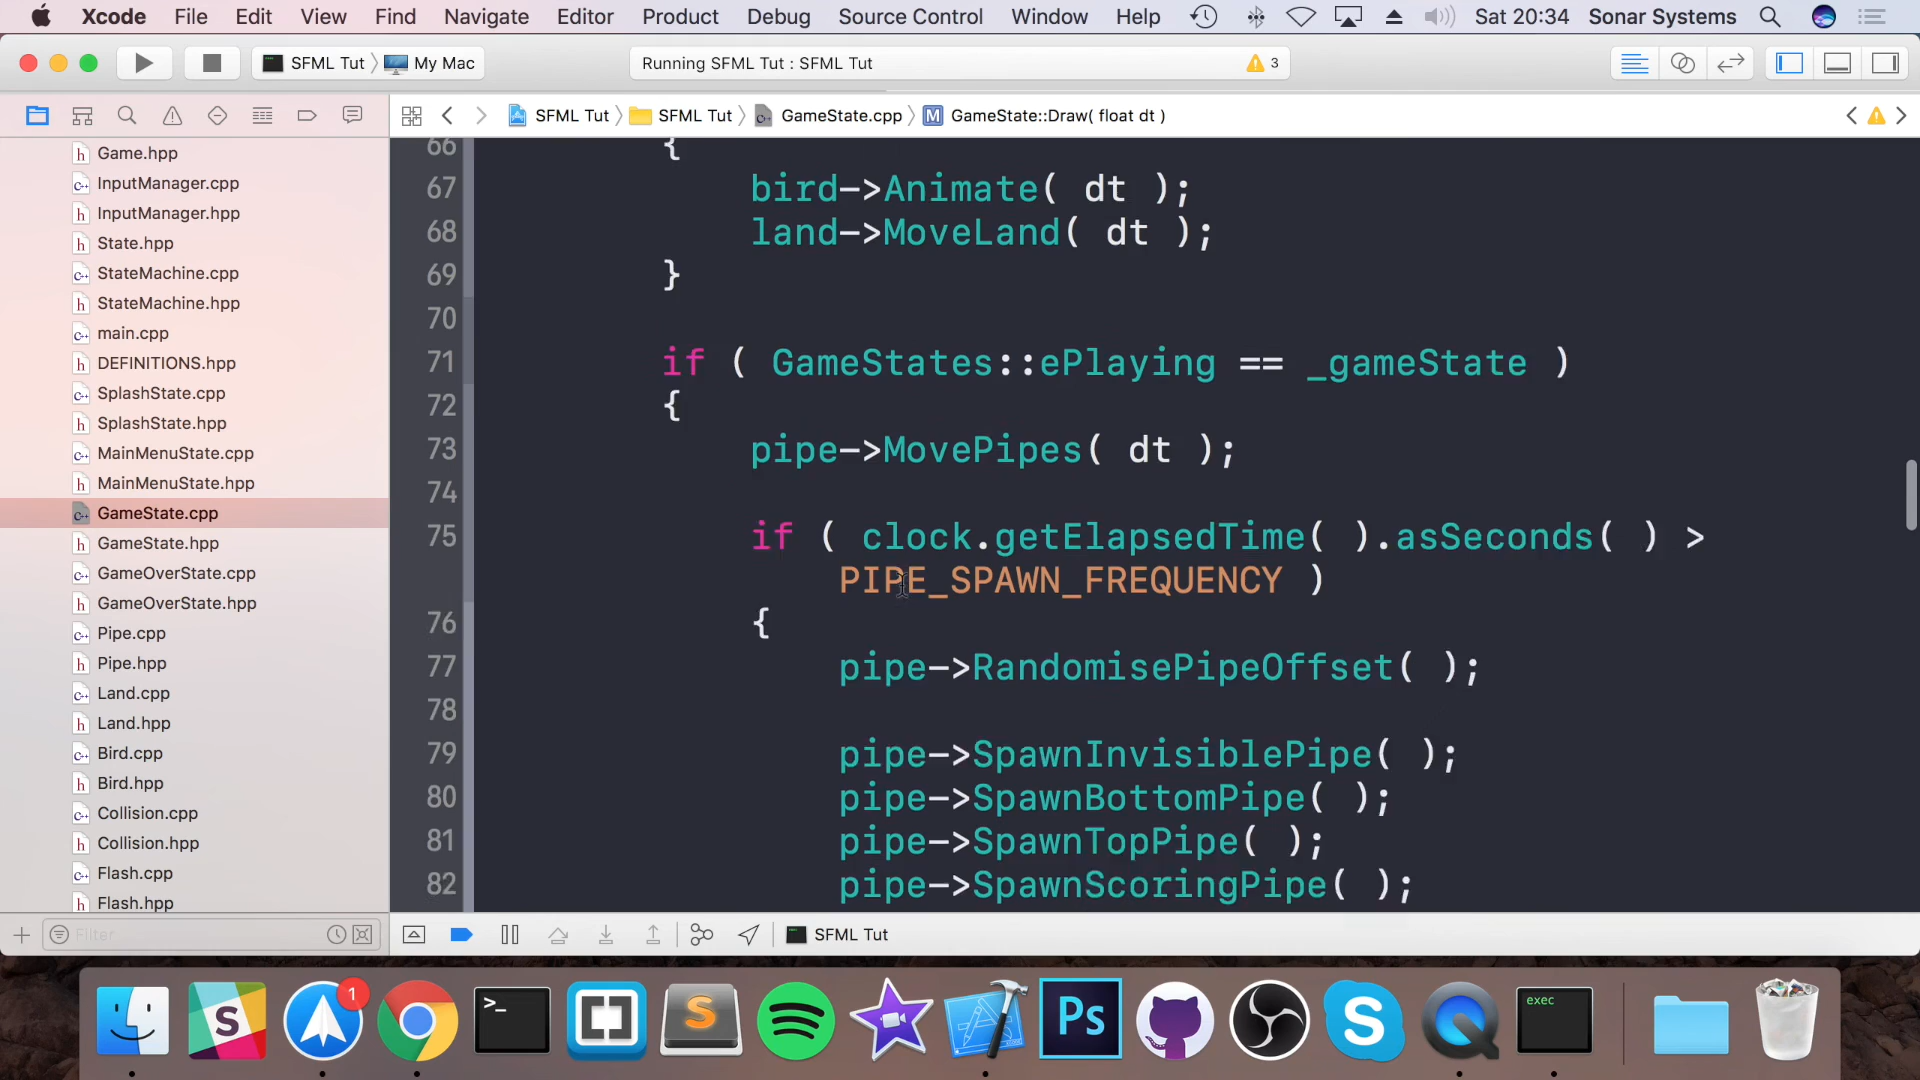 Xcode File Edit View Find Navigate Editor Product Debug Source Control Window Help Sat 20:34 Sonar Systems
SFML Tut My Mac Running SFML Tut : SFML Tut 3
SFML Tut SFML Tut GameState.cpp M GameState::Draw( float dt )
Game.hpp
InputManager.cpp
InputManager.hpp
State.hpp
StateMachine.cpp
StateMachine.hpp
main.cpp
DEFINITIONS.hpp
SplashState.cpp
SplashState.hpp
MainMenuState.cpp
MainMenuState.hpp
GameState.cpp
GameState.hpp
GameOverState.cpp
GameOverState.hpp
Pipe.cpp
Pipe.hpp
Land.cpp
Land.hpp
Bird.cpp
Bird.hpp
Collision.cpp
Collision.hpp
Flash.cpp
Flash.hpp
66 {
67 bird->Animate( dt );
68 land->MoveLand( dt );
69 }
70
71 if ( GameStates::ePlaying == _gameState )
72 {
73 pipe->MovePipes( dt );
74
75 if ( clock.getElapsedTime( ).asSeconds( ) >
PIPE_SPAWN_FREQUENCY )
76 {
77 pipe->RandomisePipeOffset( );
78
79 pipe->SpawnInvisiblePipe( );
80 pipe->SpawnBottomPipe( );
81 pipe->SpawnTopPipe( );
82 pipe->SpawnScoringPipe( );
Filter
SFML Tut
1
Ps
exec